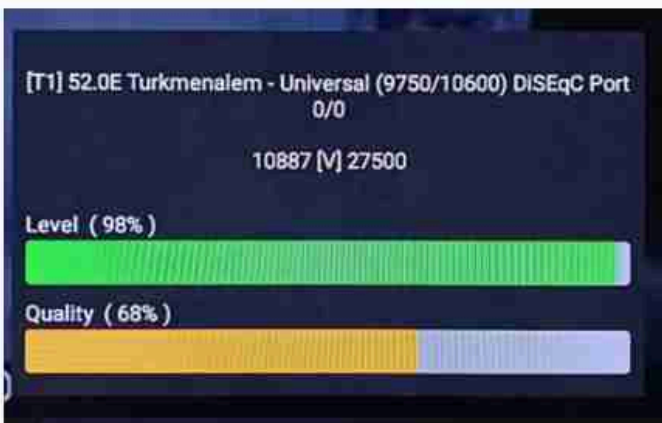 [T1] 52.0E Turkmenalem - Universal (9750/10600) DiSEqC Port
0/0
10887 [V] 27500
Level ( 98% )
Quality ( 68% )